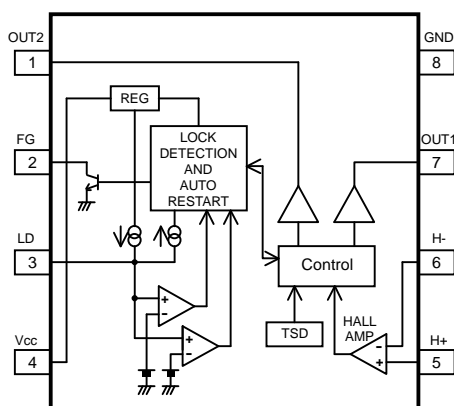 OUT2
1
GND
8
REG
FG
2
LOCK
DETECTION
AND
AUTO
RESTART
OUT1
7
LD
3
Control
H-
6
TSD
HALL
AMP
Vcc
4
H+
5
+
-
+
-
-
+